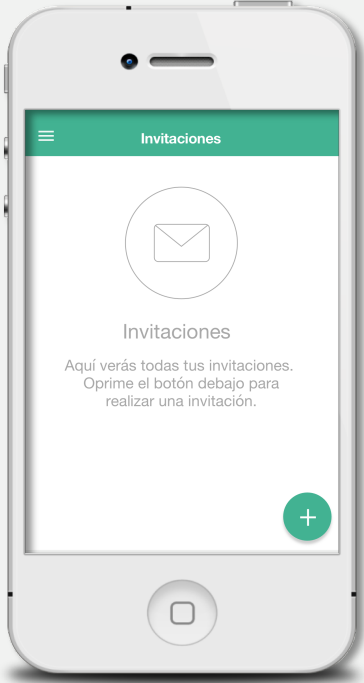 Invitaciones
Invitaciones
Aquí verás todas tus invitaciones.
Oprime el botón debajo para
realizar una invitación.